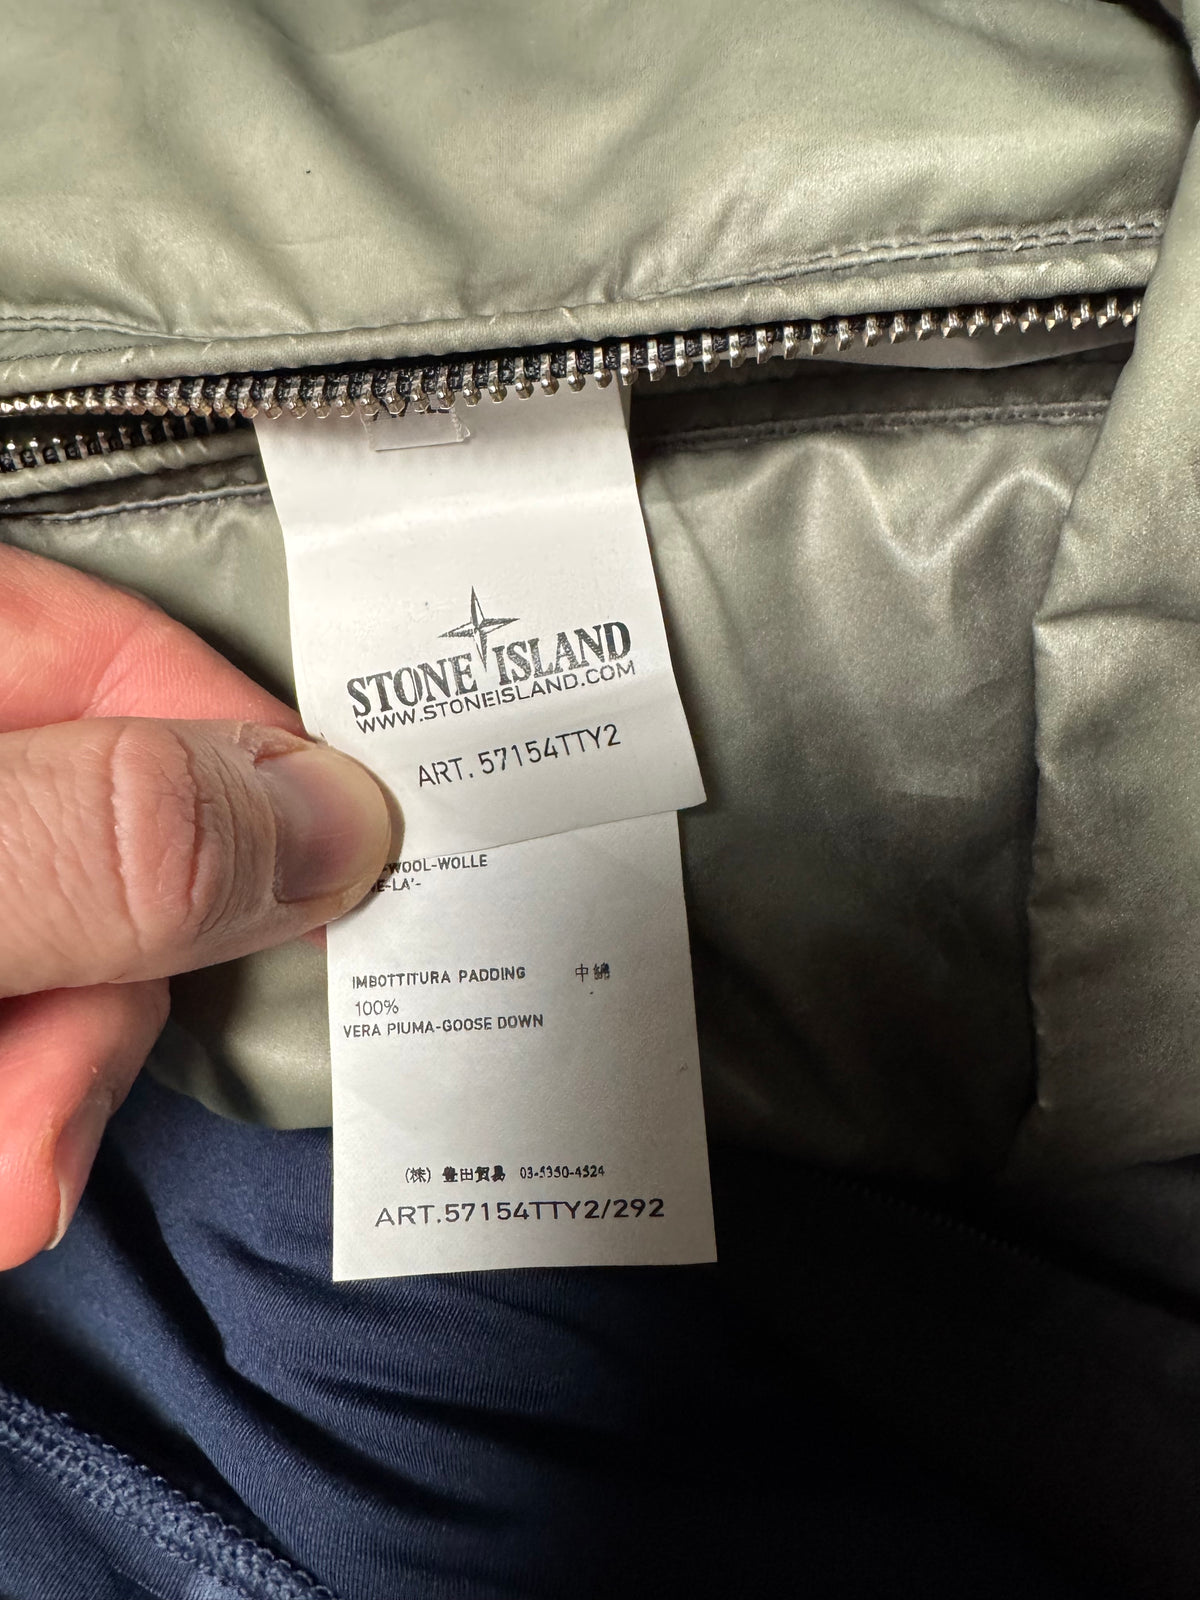 STONE ISLAND
WWW.STONEISLAND.COM
ART. 57154TTY2
-WOOL-WOLLE
E-LA'-
IMBOTTITURA PADDING 中綿
100%
VERA PIUMA-GOOSE DOWN
(株) 豊田貿易 03-5350-4524
ART.57154TTY2/292